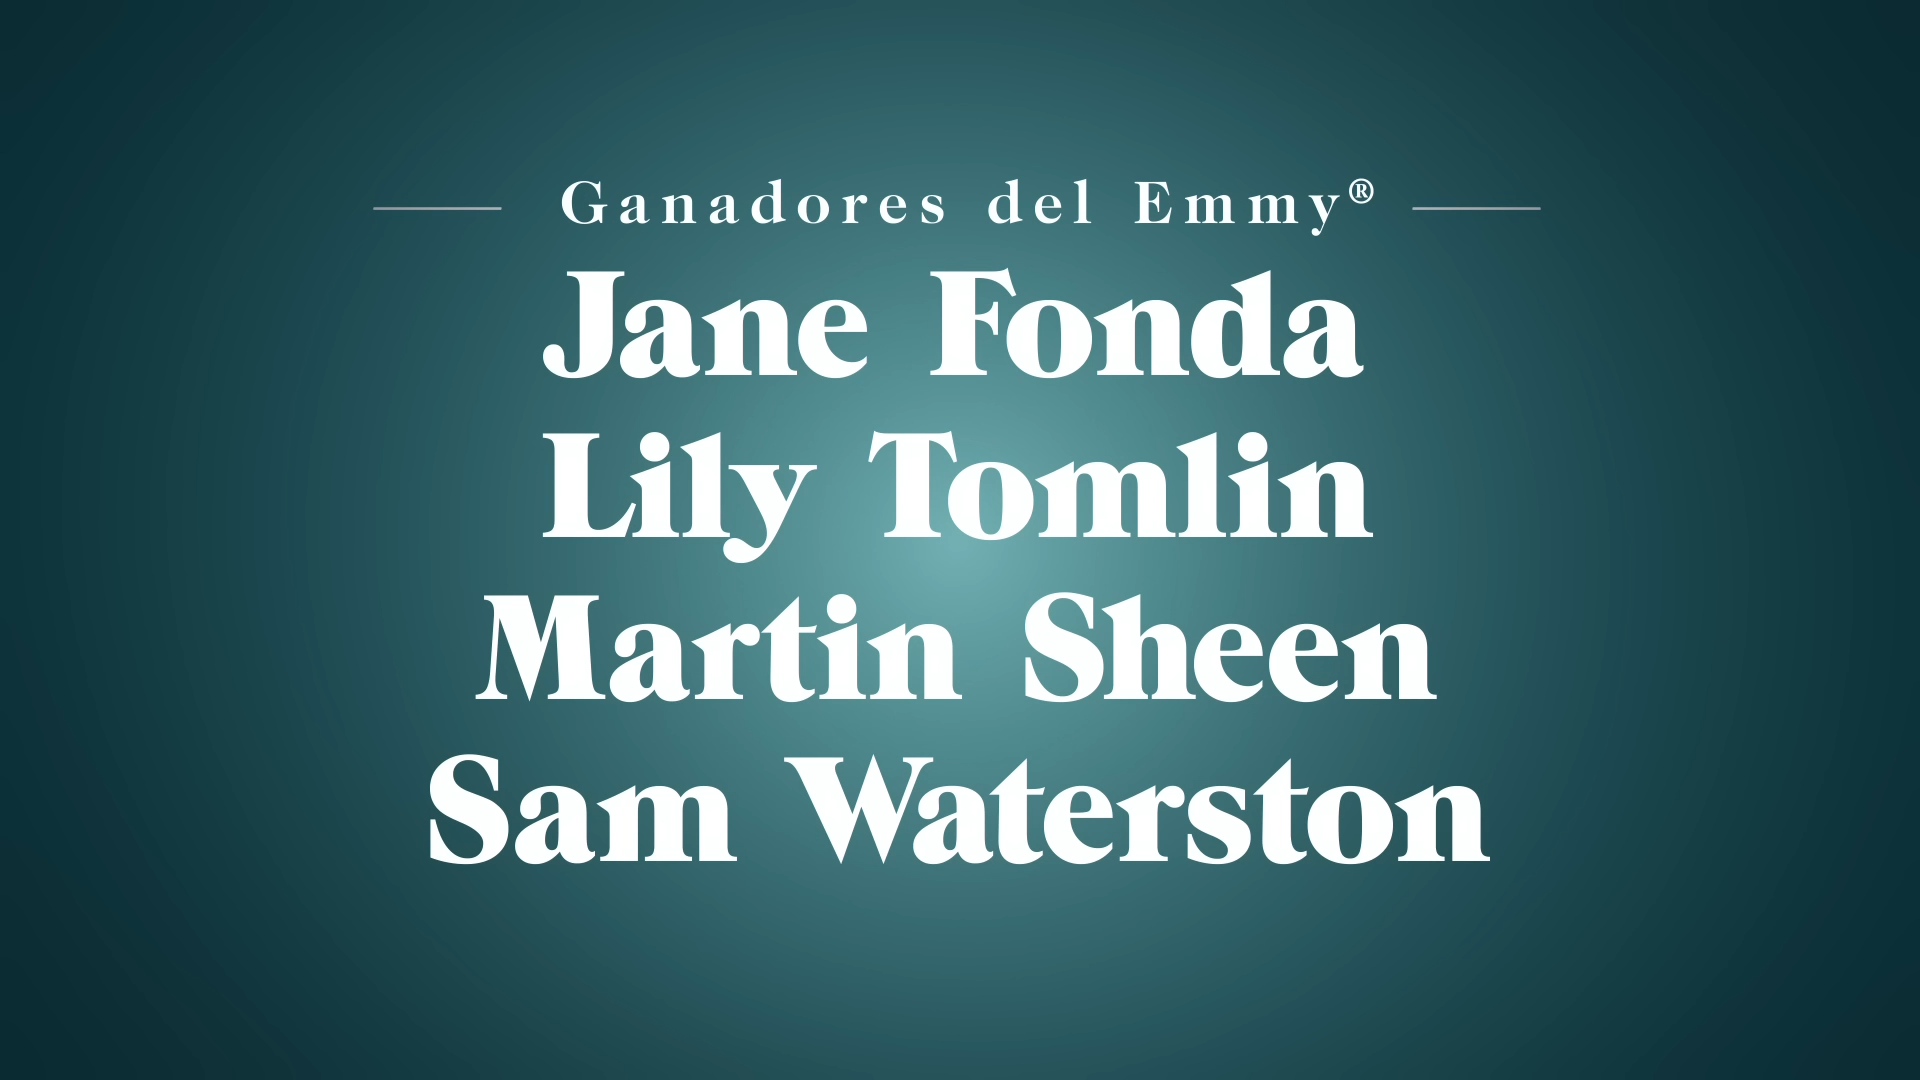 Ganadores del Emmy®
Jane Fonda
Lily Tomlin
Martin Sheen
Sam Waterston